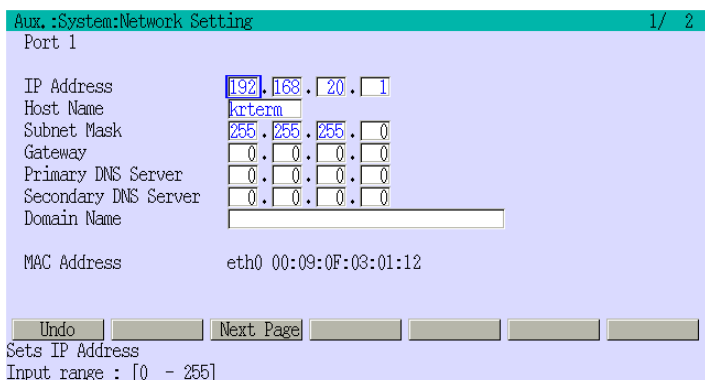 Aux.:System:Network Setting 1/ 2
Port 1
IP Address 192.168. 20. 1
Host Name krterm
Subnet Mask 255.255.255. 0
Gateway 0. 0. 0. 0
Primary DNS Server 0. 0. 0. 0
Secondary DNS Server 0. 0. 0. 0
Domain Name
MAC Address eth0 00:09:0F:03:01:12
Undo Next Page
Sets IP Address
Input range : [0 - 255]